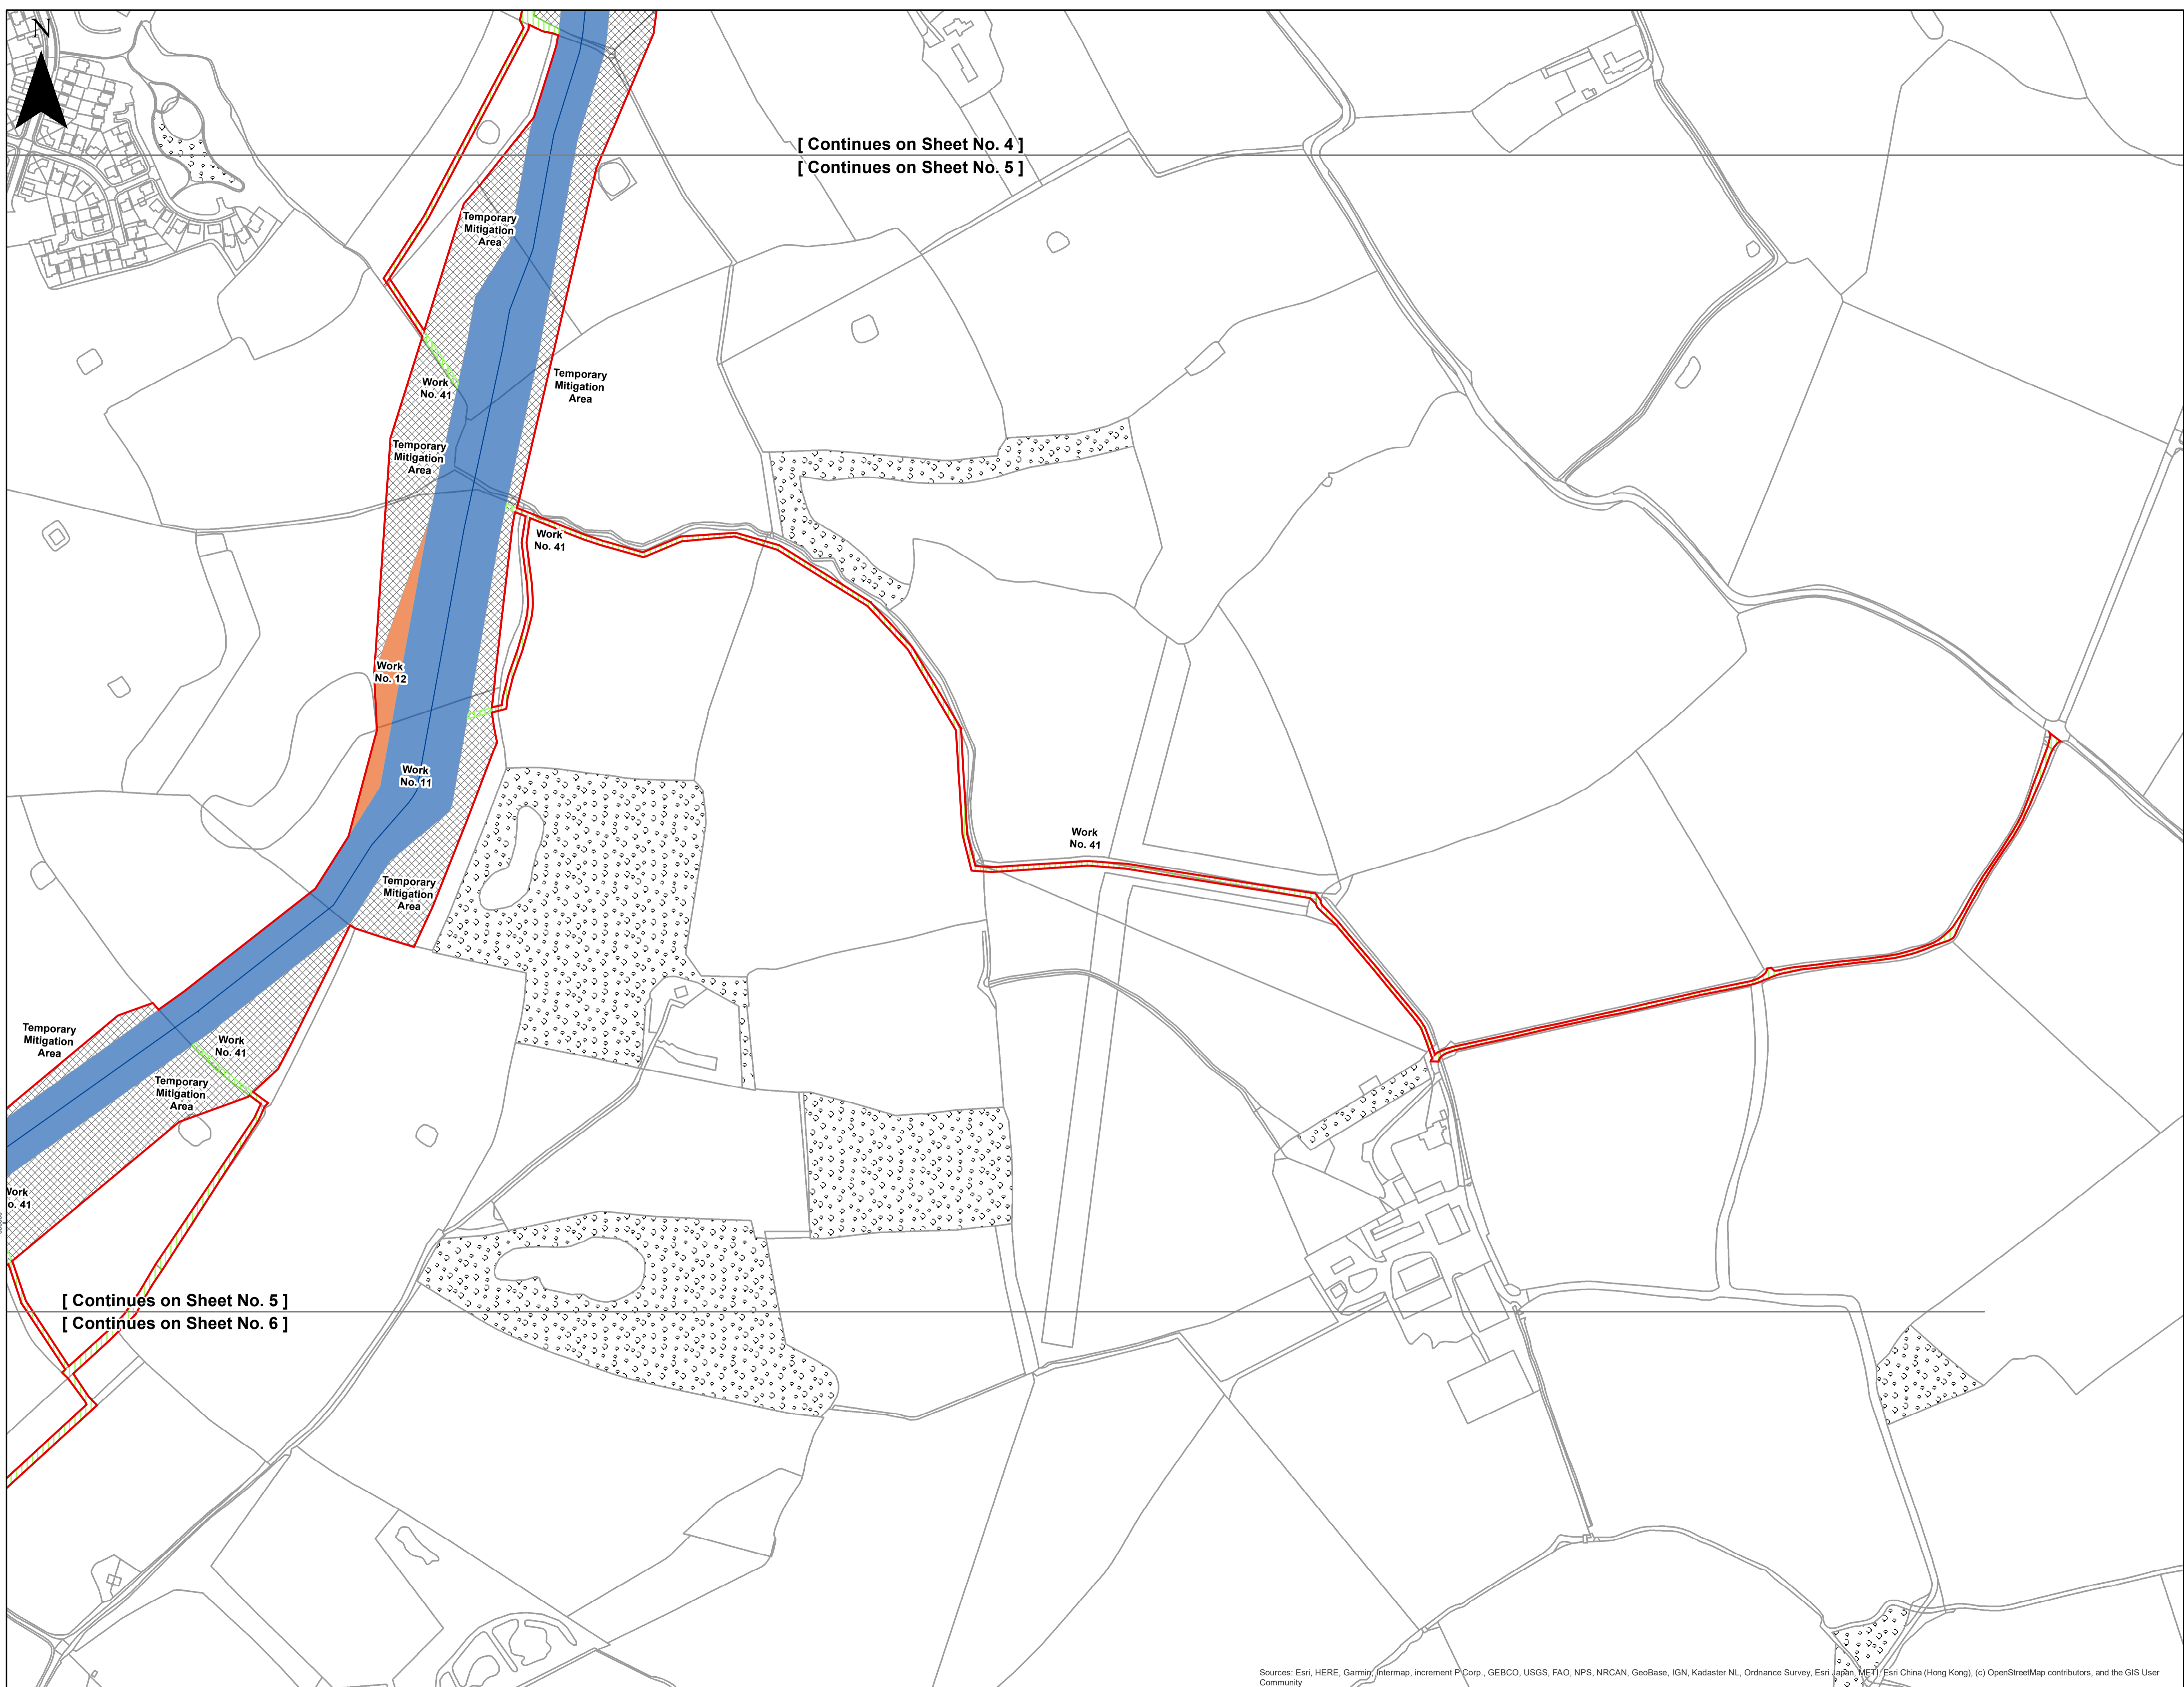 N
[ Continues on Sheet No. 4 ]
[ Continues on Sheet No. 5 ]
Temporary
Mitigation
Area
Temporary
Mitigation
Area
Work
No. 41
Temporary
Mitigation
Area
Work
No. 41
Work
No. 12
Work
No. 11
Work
No. 41
Temporary
Mitigation
Area
Temporary
Mitigation
Area
Work
No. 41
Temporary
Mitigation
Area
Work
o. 41
[ Continues on Sheet No. 5 ]
[ Continues on Sheet No. 6 ]
Sources: Esri, HERE, Garmin, Intermap, increment P Corp., GEBCO, USGS, FAO, NPS, NRCAN, GeoBase, IGN, Kadaster NL, Ordnance Survey, Esri Japan, METI, Esri China (Hong Kong), (c) OpenStreetMap contributors, and the GIS User
Community